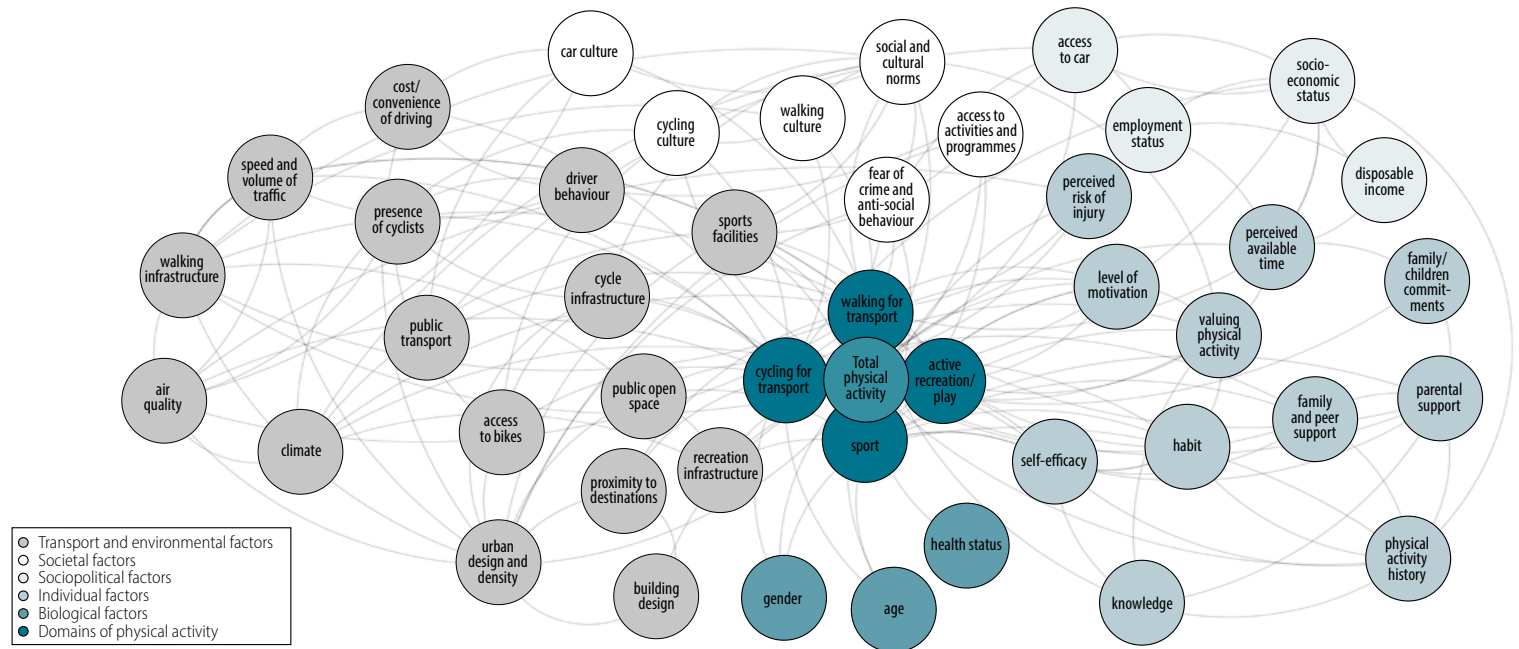 car culture
social and
cultural
norms
access
to car
socio-
economic
status
cost/
convenience
of driving
cycling
culture
walking
culture
access to
activities and
programmes
employment
status
speed and
volume of
traffic
driver
behaviour
fear of
crime and
anti-social
behaviour
perceived
risk of
injury
disposable
income
presence
of cyclists
sports
facilities
perceived
available
time
walking
infrastructure
cycle
infrastructure
level of
motivation
family/
children
commit-
ments
public
transport
walking for
transport
valuing
physical
activity
air
quality
public open
space
cycling for
transport
Total
physical
activity
active
recreation/
play
family
and peer
support
parental
support
climate
access
to bikes
recreation
infrastructure
sport
self-efficacy
habit
proximity to
destinations
urban
design and
density
building
design
gender
age
health status
knowledge
physical
activity
history
Transport and environmental factors
Societal factors
Sociopolitical factors
Individual factors
Biological factors
Domains of physical activity